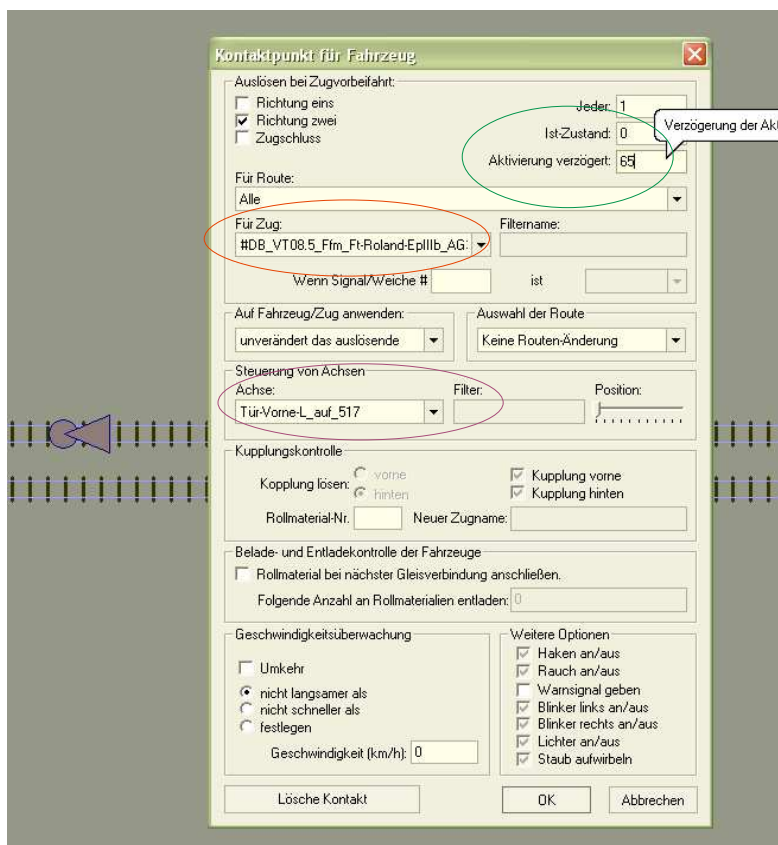 Kontaktpunkt für Fahrzeug
Auslösen bei Zugvorbeifahrt:
Richtung eins
Richtung zwei
Zugschluss
Jeder: 1
Ist-Zustand: 0
Aktivierung verzögert: 65
Verzögerung der
Für Route:
Alle
Für Zug:
Filtername:
#DB_VT08.5_Ffm_Ft-Roland-EpIIIb_AG
Wenn Signal/Weiche # ist
Auf Fahrzeug/Zug anwenden:
Auswahl der Route
unverändert das auslösende
Keine Routen-Änderung
Steuerung von Achsen
Achse:
Filter:
Position:
Tür-Vorne-L_auf_517
Kupplungskontrolle
Kopplung lösen:
vorne
hinten
Kupplung vorne
Kupplung hinten
Rollmaterial-Nr.
Neuer Zugname:
Belade- und Entladekontrolle der Fahrzeuge
Rollmaterial bei nächster Gleisverbindung anschließen.
Folgende Anzahl an Rollmaterialien entladen: 0
Geschwindigkeitsüberwachung
Umkehr
nicht langsamer als
nicht schneller als
festlegen
Geschwindigkeit (km/h): 0
Weitere Optionen
Haken an/aus
Rauch an/aus
Warnsignal geben
Blinker links an/aus
Blinker rechts an/aus
Lichter an/aus
Staub aufwirbeln
Lösche Kontakt
OK
Abbrechen